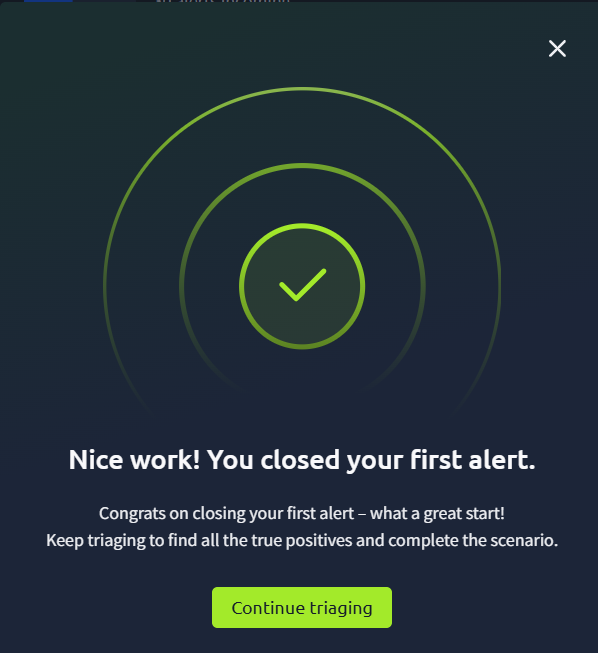 Nice work! You closed your first alert.
Congrats on closing your first alert – what a great start!
Keep triaging to find all the true positives and complete the scenario.
Continue triaging